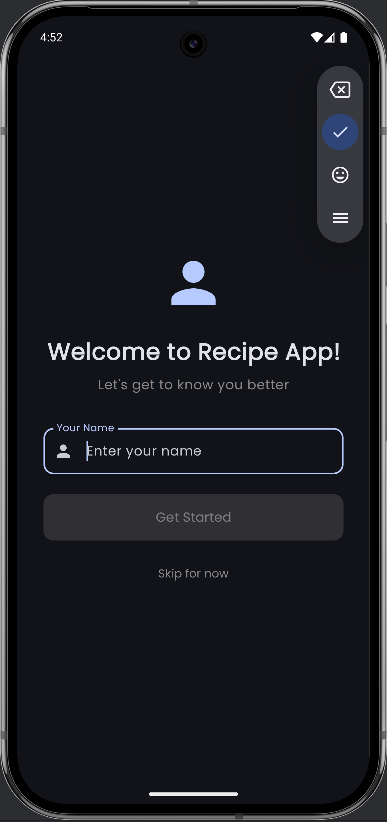 4:52
Welcome to Recipe App!
Let's get to know you better
Your Name
Enter your name
Get Started
Skip for now